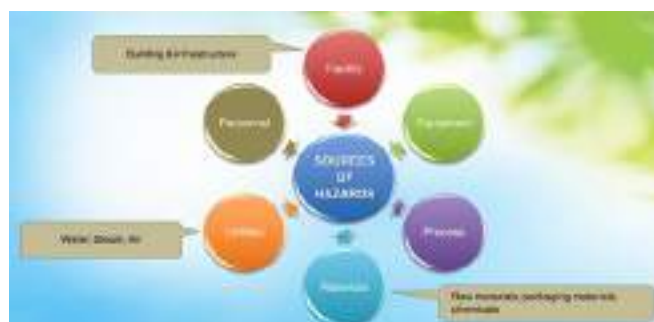 Building & Infrastructure
Facility
Personnel
Equipment
SOURCES
OF
HAZARDS
Utilities
Process
Water, Steam, Air
Materials
Raw materials, packaging materials,
chemicals